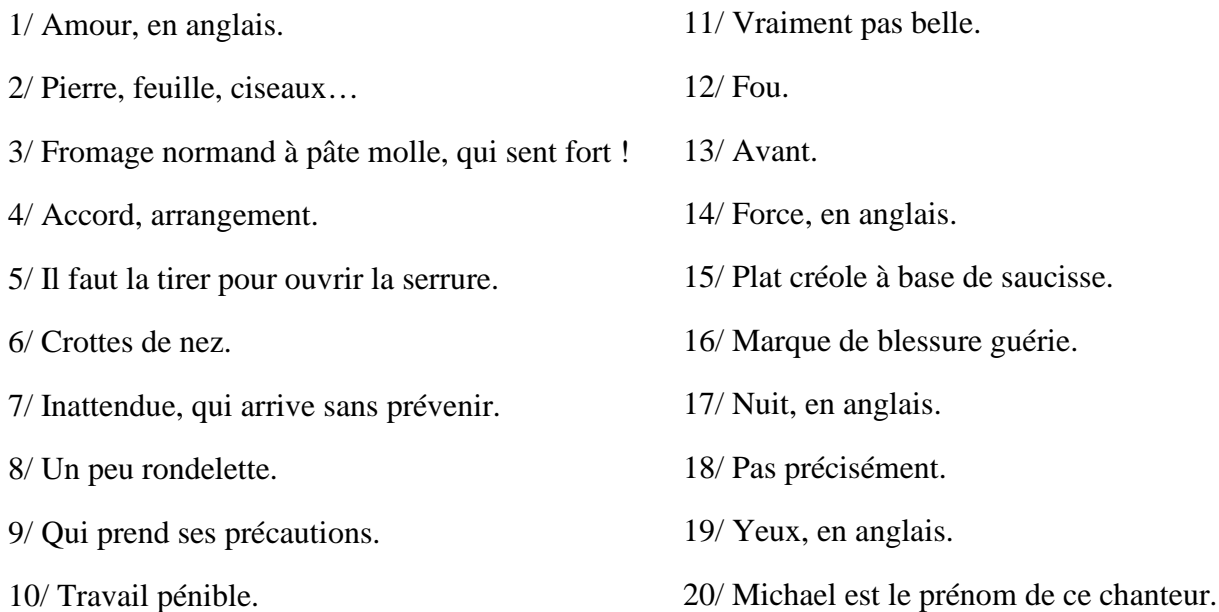 1/ Amour, en anglais.
2/ Pierre, feuille, ciseaux…
3/ Fromage normand à pâte molle, qui sent fort !
4/ Accord, arrangement.
5/ Il faut la tirer pour ouvrir la serrure.
6/ Crottes de nez.
7/ Inattendue, qui arrive sans prévenir.
8/ Un peu rondelette.
9/ Qui prend ses précautions.
10/ Travail pénible.
11/ Vraiment pas belle.
12/ Fou.
13/ Avant.
14/ Force, en anglais.
15/ Plat créole à base de saucisse.
16/ Marque de blessure guérie.
17/ Nuit, en anglais.
18/ Pas précisément.
19/ Yeux, en anglais.
20/ Michael est le prénom de ce chanteur.